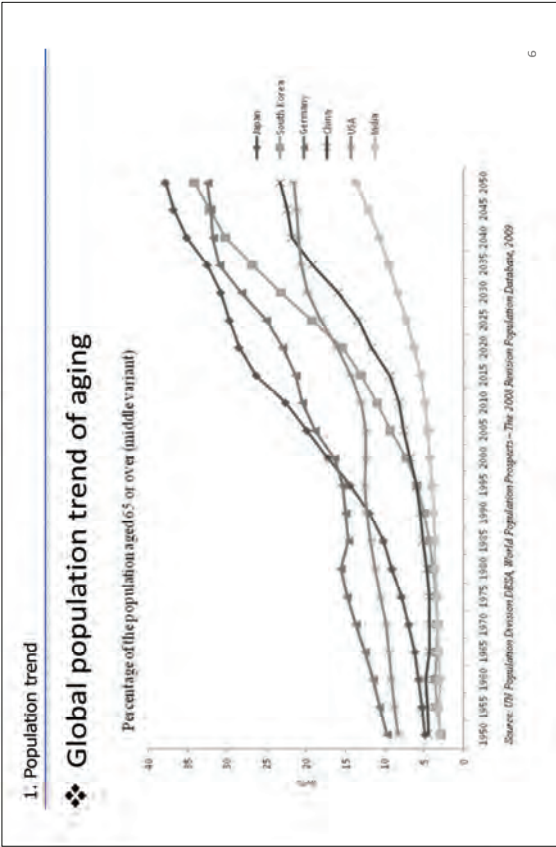 1. Population trend
❖ Global population trend of aging
Percentage of the population aged 65 or over (middle variant)
40
35
30
25
20
15
10
5
0
1950 1955 1960 1965 1970 1975 1980 1985 1990 1995 2000 2005 2010 2015 2020 2025 2030 2035 2040 2045 2050
Japan
South Korea
Germany
China
USA
India
Source: UN Population Division DESA, World Population Prospects - The 2008 Revision Population Database, 2009
6